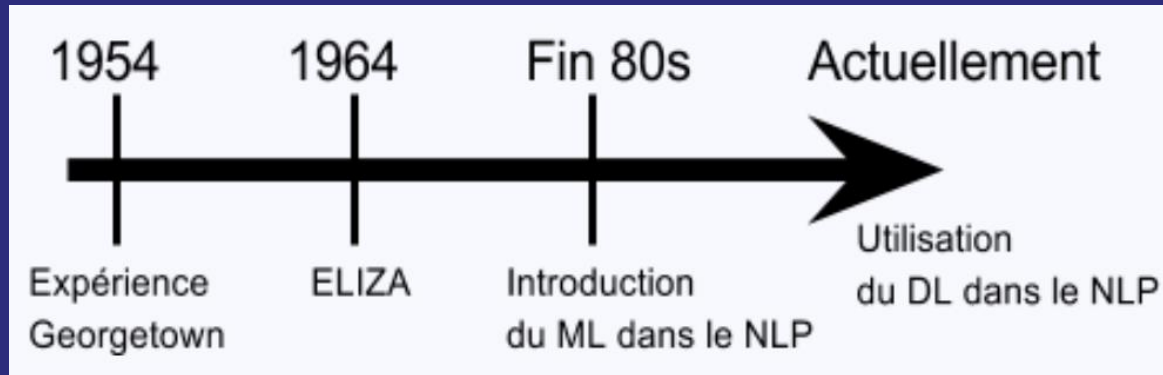 1954
1964
Fin 80s
Actuellement
Expérience
Georgetown
ELIZA
Introduction
du ML dans le NLP
Utilisation
du DL dans le NLP